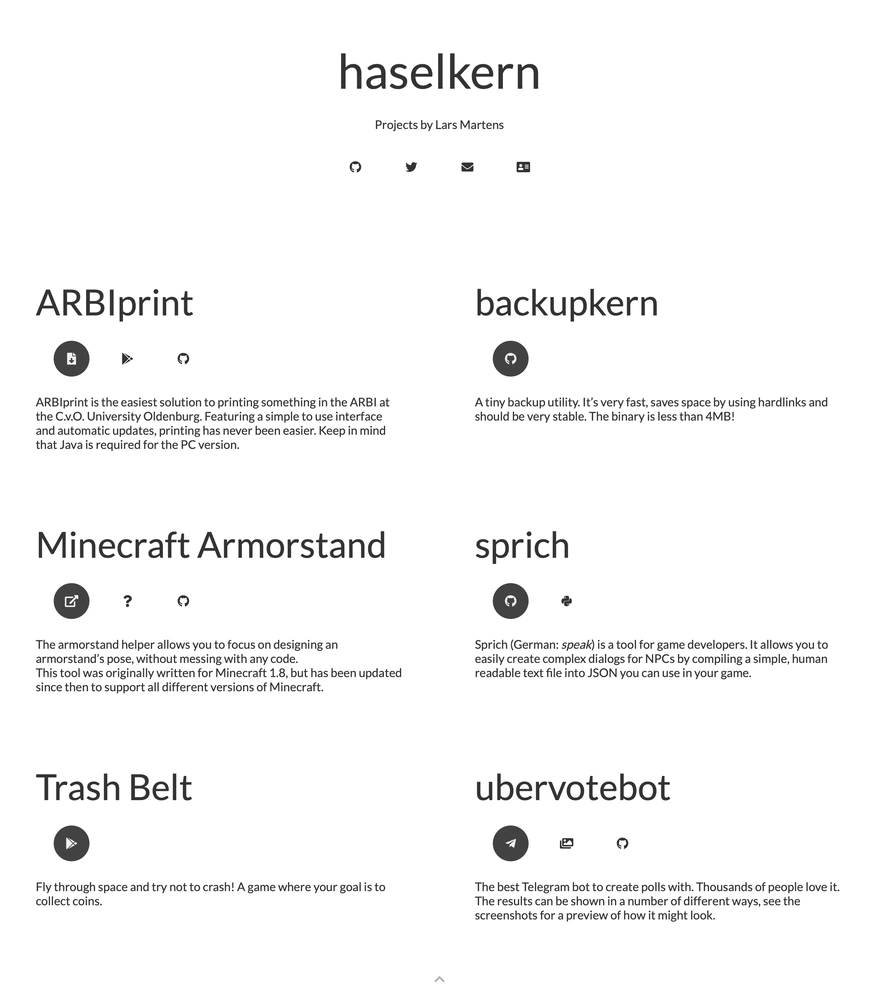 haselkern
Projects by Lars Martens
ARBIprint
ARBIprint is the easiest solution to printing something in the ARBI at
the C.v.O. University Oldenburg. Featuring a simple to use interface
and automatic updates, printing has never been easier. Keep in mind
that Java is required for the PC version.
backupkern
A tiny backup utility. It’s very fast, saves space by using hardlinks and
should be very stable. The binary is less than 4MB!
Minecraft Armorstand
?
The armorstand helper allows you to focus on designing an
armorstand’s pose, without messing with any code.
This tool was originally written for Minecraft 1.8, but has been updated
since then to support all different versions of Minecraft.
sprich
Sprich (German: speak) is a tool for game developers. It allows you to
easily create complex dialogs for NPCs by compiling a simple, human
readable text file into JSON you can use in your game.
Trash Belt
Fly through space and try not to crash! A game where your goal is to
collect coins.
ubervotebot
The best Telegram bot to create polls with. Thousands of people love it.
The results can be shown in a number of different ways, see the
screenshots for a preview of how it might look.